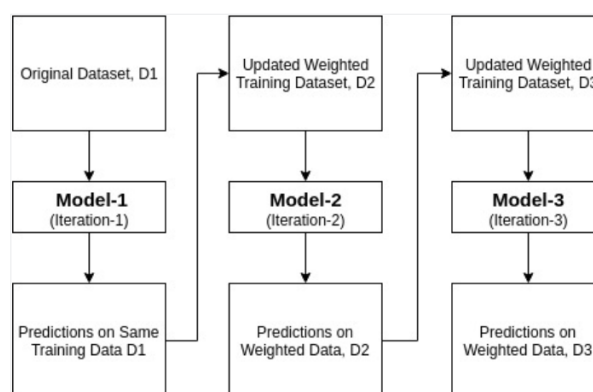 Original Dataset, D1
Updated Weighted
Training Dataset, D2
Updated Weighted
Training Dataset, D3
Model-1
(Iteration-1)
Model-2
(Iteration-2)
Model-3
(Iteration-3)
Predictions on Same
Training Data D1
Predictions on
Weighted Data, D2
Predictions on
Weighted Data, D3